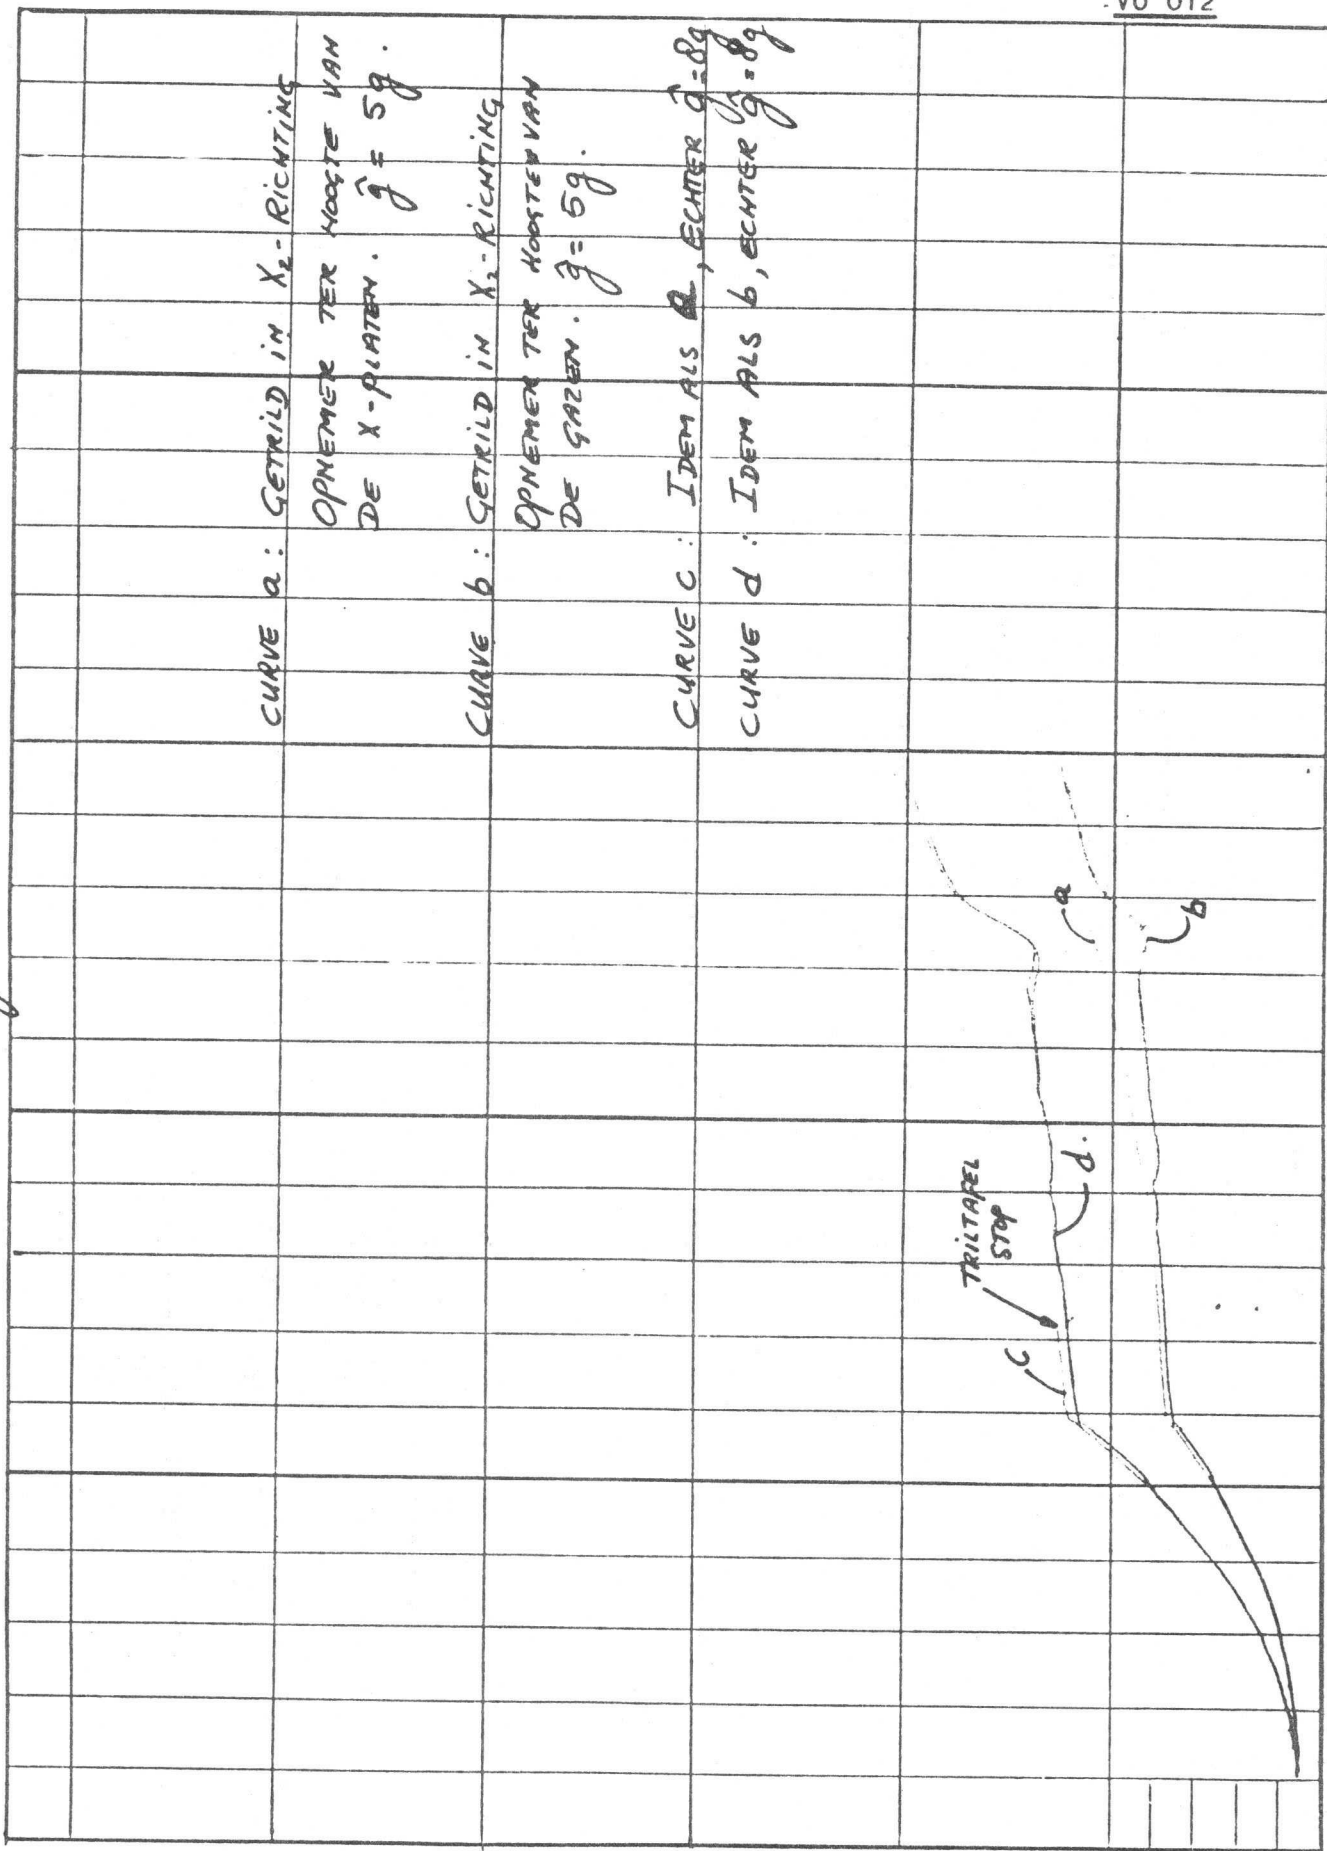 VG 012
CURVE a : GETRILD IN X₂-RICHTING
OPNEMER TER HOOGTE VAN
DE X-PLATEN. ĝ = 5g.
CURVE b : GETRILD IN X₂-RICHTING
OPNEMER TER HOOGTE VAN
DE GAZEN. ĝ = 5g.
CURVE C : IDEM ALS a, ECHTER ĝ = 8g
CURVE d : IDEM ALS b, ECHTER ĝ = 8g
TRILTAFEL
STOP
C
d.
a
b